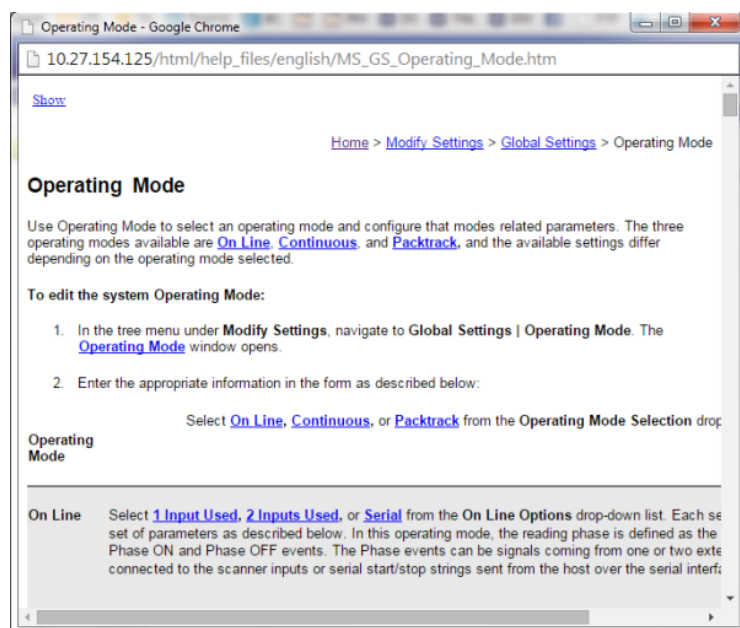 Operating Mode - Google Chrome
10.27.154.125/html/help_files/english/MS_GS_Operating_Mode.htm
Show
Home > Modify Settings > Global Settings > Operating Mode
Operating Mode
Use Operating Mode to select an operating mode and configure that modes related parameters. The three
operating modes available are On Line, Continuous, and Packtrack, and the available settings differ
depending on the operating mode selected.
To edit the system Operating Mode:
1. In the tree menu under Modify Settings, navigate to Global Settings | Operating Mode. The
Operating Mode window opens.
2. Enter the appropriate information in the form as described below:
Select On Line, Continuous, or Packtrack from the Operating Mode Selection drop
Operating
Mode
On Line Select 1 Input Used, 2 Inputs Used, or Serial from the On Line Options drop-down list. Each se
set of parameters as described below. In this operating mode, the reading phase is defined as the
Phase ON and Phase OFF events. The Phase events can be signals coming from one or two exte
connected to the scanner inputs or serial start/stop strings sent from the host over the serial interfa